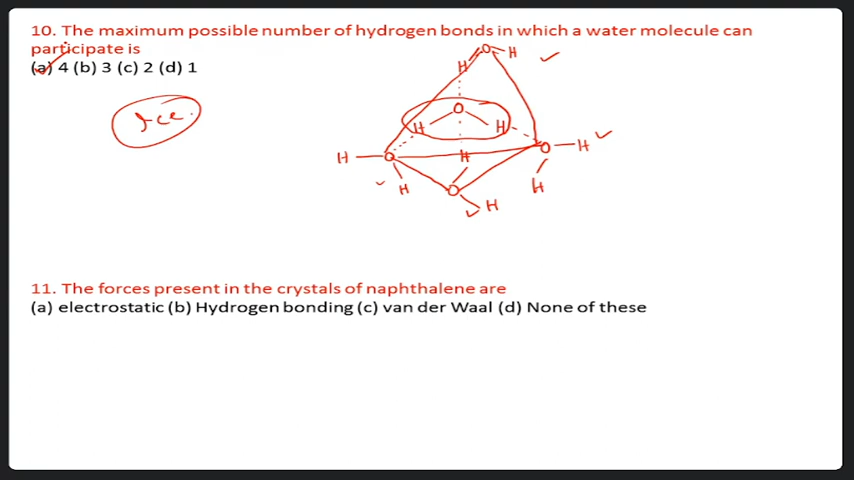 10. The maximum possible number of hydrogen bonds in which a water molecule can
participate is
(a) 4 (b) 3 (c) 2 (d) 1
Ice
O H
H
O
H H
H O H O H
H H
O H
11. The forces present in the crystals of naphthalene are
(a) electrostatic (b) Hydrogen bonding (c) van der Waal (d) None of these